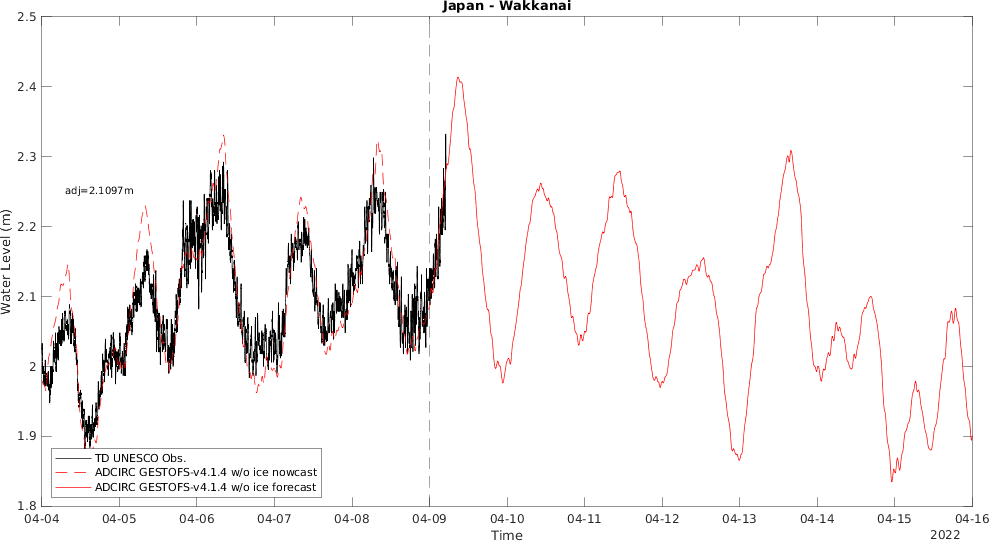 Japan - Wakkanai
2.5
2.4
2.3
2.2
2.1
2
1.9
1.8
Water Level (m)
adj=2.1097m
TD UNESCO Obs.
ADCIRC GESTOFS-v4.1.4 w/o ice nowcast
ADCIRC GESTOFS-v4.1.4 w/o ice forecast
04-04 04-05 04-06 04-07 04-08 04-09 04-10 04-11 04-12 04-13 04-14 04-15 04-16
Time
2022